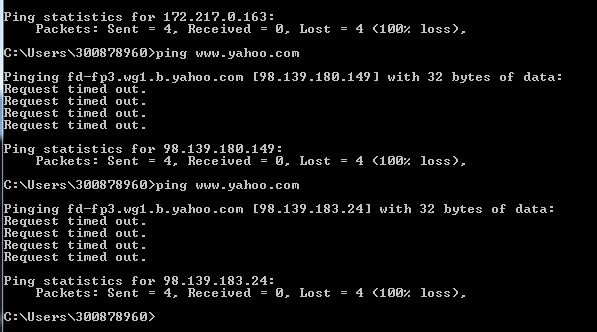 Ping statistics for 172.217.0.163:
    Packets: Sent = 4, Received = 0, Lost = 4 (100% loss),
C:\Users\300878960>ping www.yahoo.com
Pinging fd-fp3.wg1.b.yahoo.com [98.139.180.149] with 32 bytes of data:
Request timed out.
Request timed out.
Request timed out.
Request timed out.
Ping statistics for 98.139.180.149:
    Packets: Sent = 4, Received = 0, Lost = 4 (100% loss),
C:\Users\300878960>ping www.yahoo.com
Pinging fd-fp3.wg1.b.yahoo.com [98.139.183.24] with 32 bytes of data:
Request timed out.
Request timed out.
Request timed out.
Request timed out.
Ping statistics for 98.139.183.24:
    Packets: Sent = 4, Received = 0, Lost = 4 (100% loss),
C:\Users\300878960>